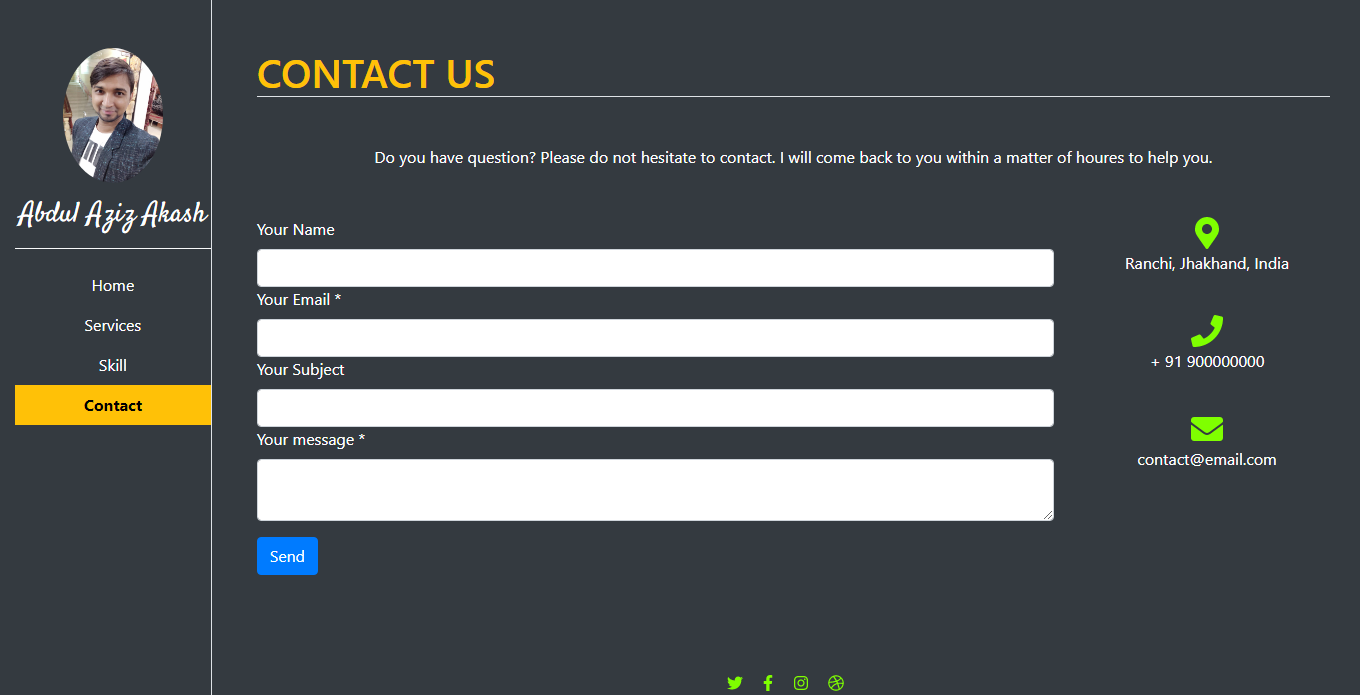 Abdul Aziz Akash
Home
Services
Skill
Contact
CONTACT US
Do you have question? Please do not hesitate to contact. I will come back to you within a matter of houres to help you.
Your Name
Your Email *
Your Subject
Your message *
Send
Ranchi, Jhakhand, India
+ 91 900000000
contact@email.com